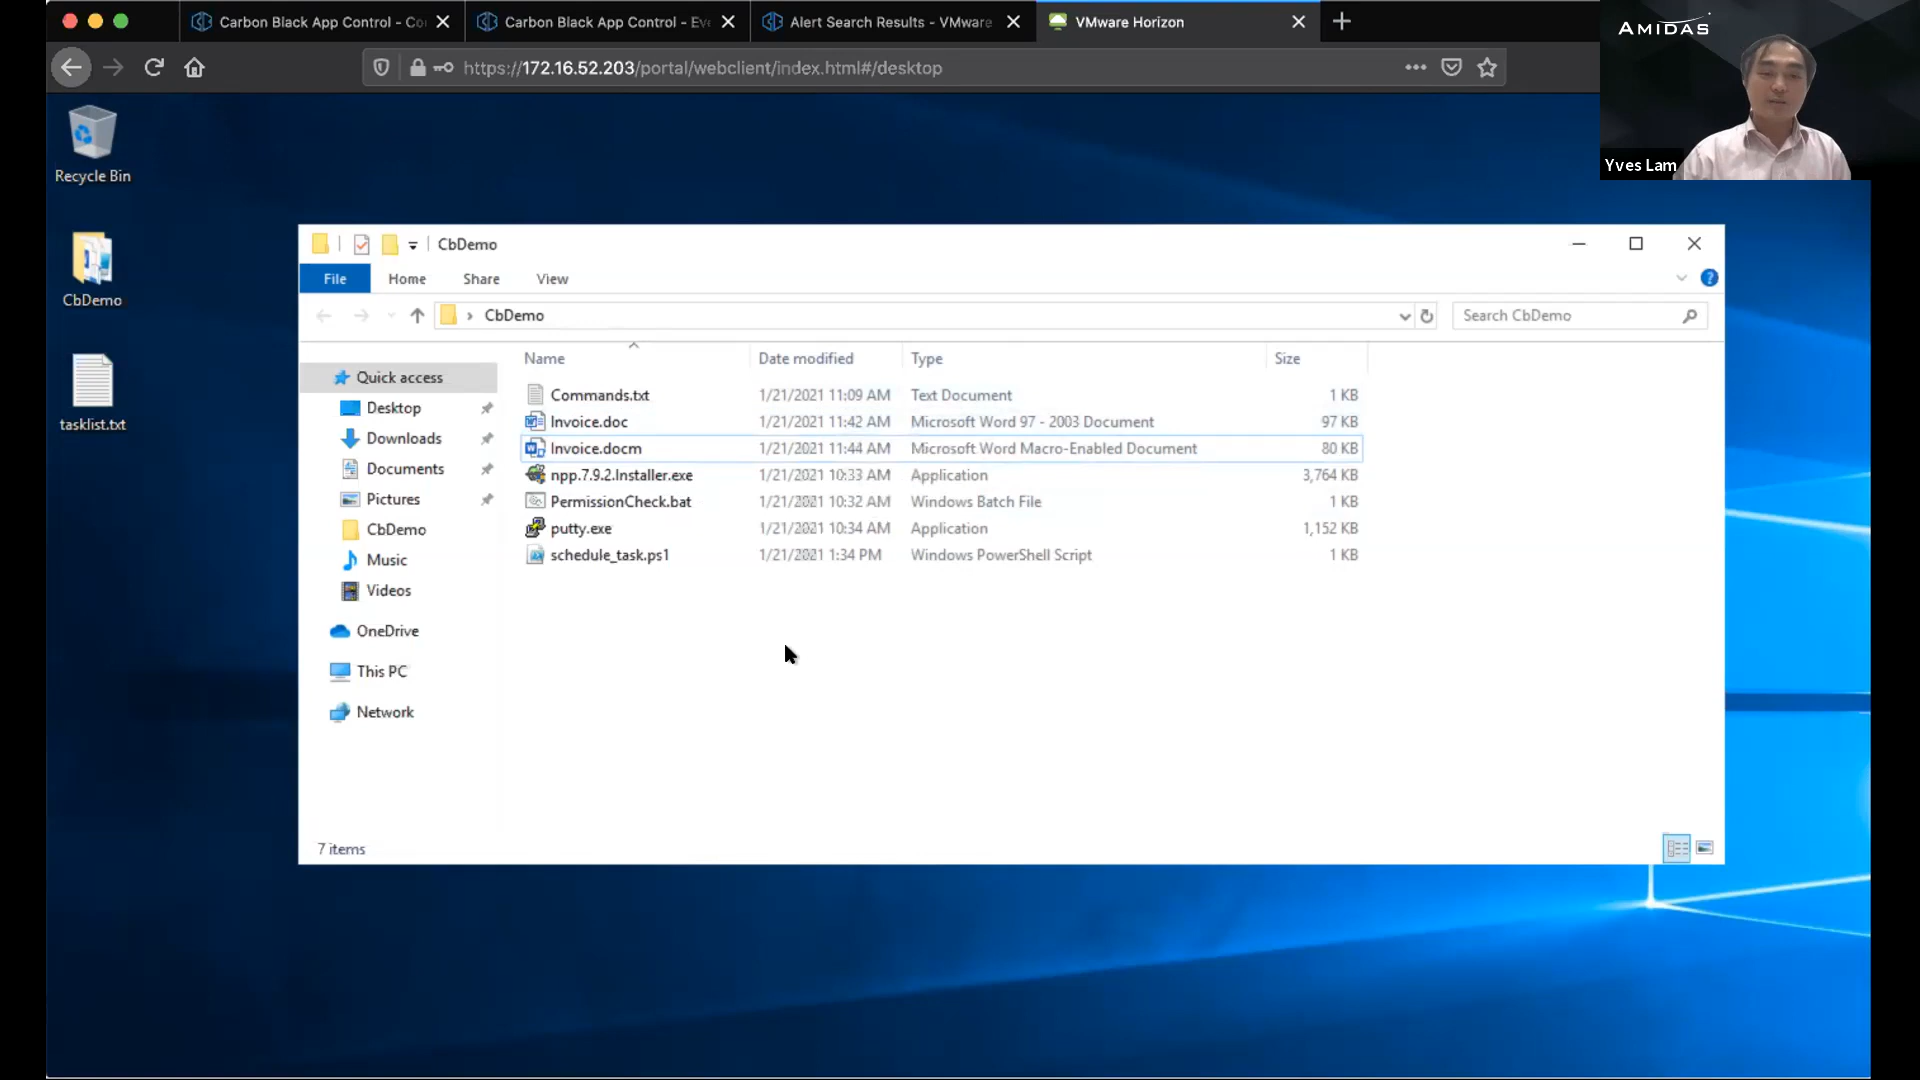 Carbon Black App Control - Co
Carbon Black App Control - Eve
Alert Search Results - VMware
VMware Horizon
https://172.16.52.203/portal/webclient/index.html#/desktop
AMIDAS
Yves Lam
Recycle Bin
CbDemo
tasklist.txt
CbDemo
File Home Share View
CbDemo
Search CbDemo
Name Date modified Type Size
Quick access
Desktop
Downloads
Documents
Pictures
CbDemo
Music
Videos
OneDrive
This PC
Network
Commands.txt 1/21/2021 11:09 AM Text Document 1 KB
Invoice.doc 1/21/2021 11:42 AM Microsoft Word 97 - 2003 Document 97 KB
Invoice.docm 1/21/2021 11:44 AM Microsoft Word Macro-Enabled Document 80 KB
npp.7.9.2.Installer.exe 1/21/2021 10:33 AM Application 3,764 KB
PermissionCheck.bat 1/21/2021 10:32 AM Windows Batch File 1 KB
putty.exe 1/21/2021 10:34 AM Application 1,152 KB
schedule_task.ps1 1/21/2021 1:34 PM Windows PowerShell Script 1 KB
7 items